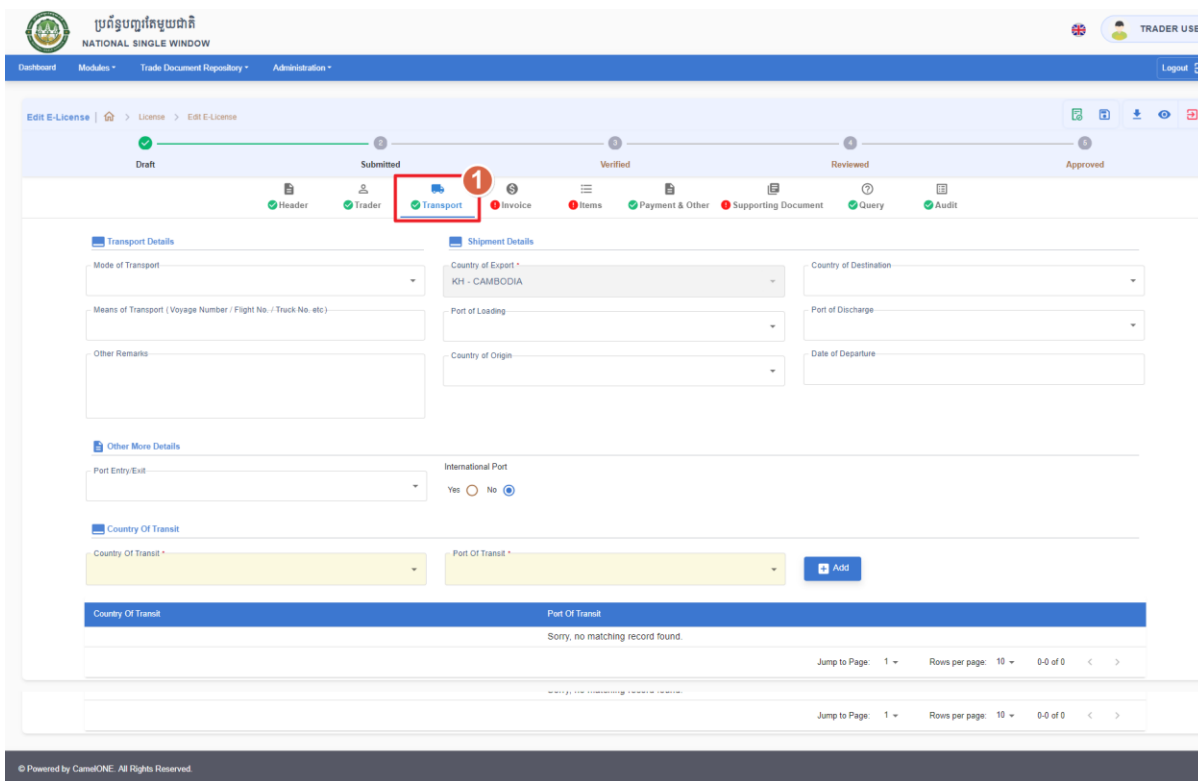 ប្រព័ន្ធបញ្ជរតែមួយជាតិ
NATIONAL SINGLE WINDOW
TRADER USE
Dashboard Modules Trade Document Repository Administration Logout
Edit E-License | > License > Edit E-License
2 3 4 5
Draft Submitted Verified Reviewed Approved
1
Header Trader Transport Invoice Items Payment & Other Supporting Document Query Audit
Transport Details Shipment Details
Mode of Transport Country of Export * Country of Destination
KH - CAMBODIA
Means of Transport ( Voyage Number / Flight No. / Truck No. etc) Port of Loading Port of Discharge
Other Remarks Country of Origin Date of Departure
Other More Details
Port Entry/Exit International Port
Yes No
Country Of Transit
Country Of Transit * Port Of Transit *
Add
Country Of Transit Port Of Transit
Sorry, no matching record found.
Jump to Page: 1 Rows per page: 10 0-0 of 0 < >
Jump to Page: 1 Rows per page: 10 0-0 of 0 < >
© Powered by CamelONE. All Rights Reserved.